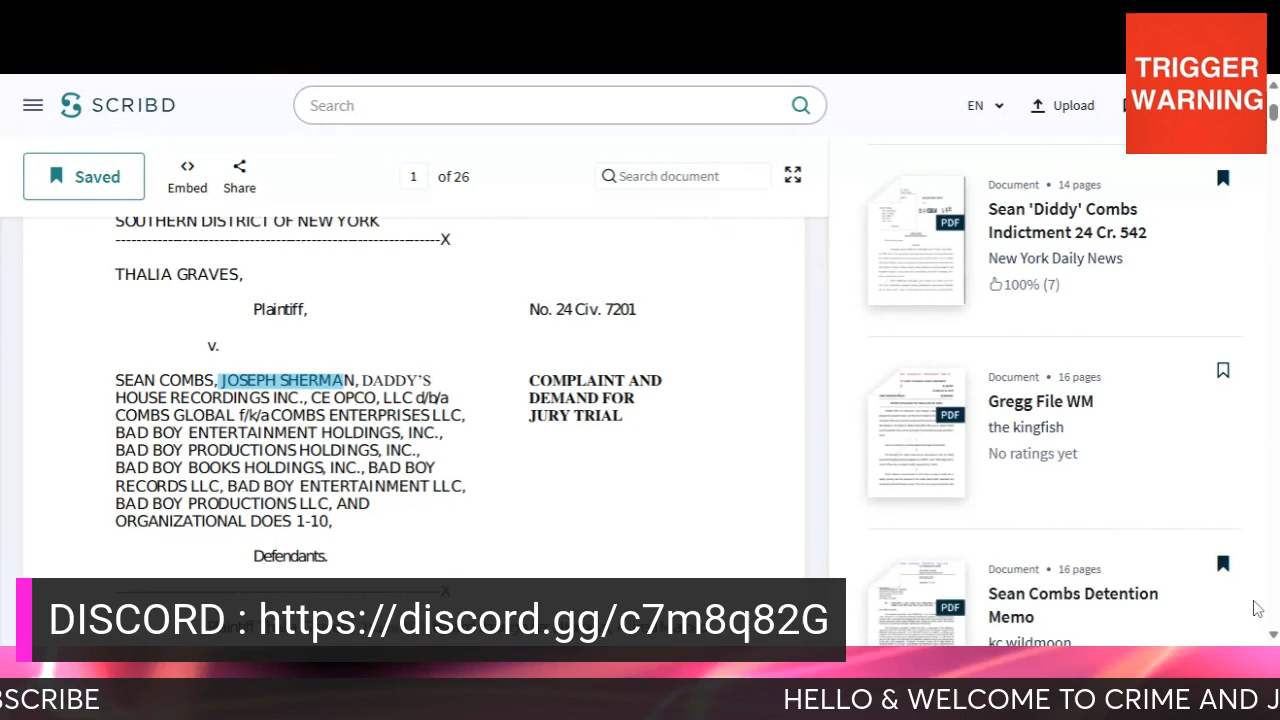 TRIGGER
WARNING
SCRIBD
Search
EN
Upload
Saved
Embed
Share
1 of 26
Search document
SOUTHERN DISTRICT OF NEW YORK
X
THALIA GRAVES,
Plaintiff,
No. 24 Civ. 7201
v.
SEAN COMBS, JOSEPH SHERMAN, DADDY'S
HOUSE RECORDINGS INC., CE OPCO, LLC d/b/a
COMBS GLOBAL f/k/a COMBS ENTERPRISES LLC,
BAD BOY ENTERTAINMENT HOLDINGS, INC.,
BAD BOY PRODUCTIONS HOLDINGS, INC.,
BAD BOY BOOKS HOLDINGS, INC., BAD BOY
RECORDS LLC, BAD BOY ENTERTAINMENT LLC,
BAD BOY PRODUCTIONS LLC, AND
ORGANIZATIONAL DOES 1-10,
Defendants.
COMPLAINT AND
DEMAND FOR
JURY TRIAL
Document • 14 pages
Sean 'Diddy' Combs
Indictment 24 Cr. 542
New York Daily News
100% (7)
PDF
Document • 16 pages
Gregg File WM
the kingfish
No ratings yet
PDF
Document • 16 pages
Sean Combs Detention
Memo
kc wildmoon
PDF
DISCORD :
BSCRIBE
HELLO & WELCOME TO CRIME AND J